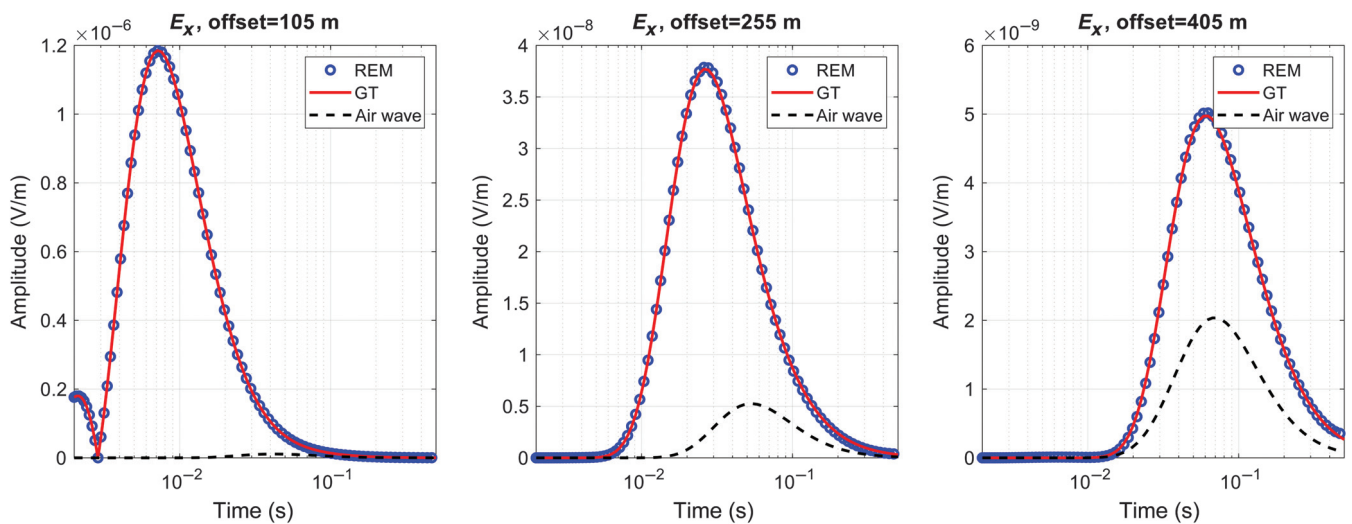 Eₓ, offset=105 m
×10⁻⁶
1.2
1
0.8
0.6
0.4
0.2
0
Amplitude (V/m)
REM
GT
Air wave
10⁻²
10⁻¹
Time (s)
Eₓ, offset=255 m
×10⁻⁸
4
3.5
3
2.5
2
1.5
1
0.5
0
Amplitude (V/m)
REM
GT
Air wave
10⁻²
10⁻¹
Time (s)
Eₓ, offset=405 m
×10⁻⁹
6
5
4
3
2
1
0
Amplitude (V/m)
REM
GT
Air wave
10⁻²
10⁻¹
Time (s)